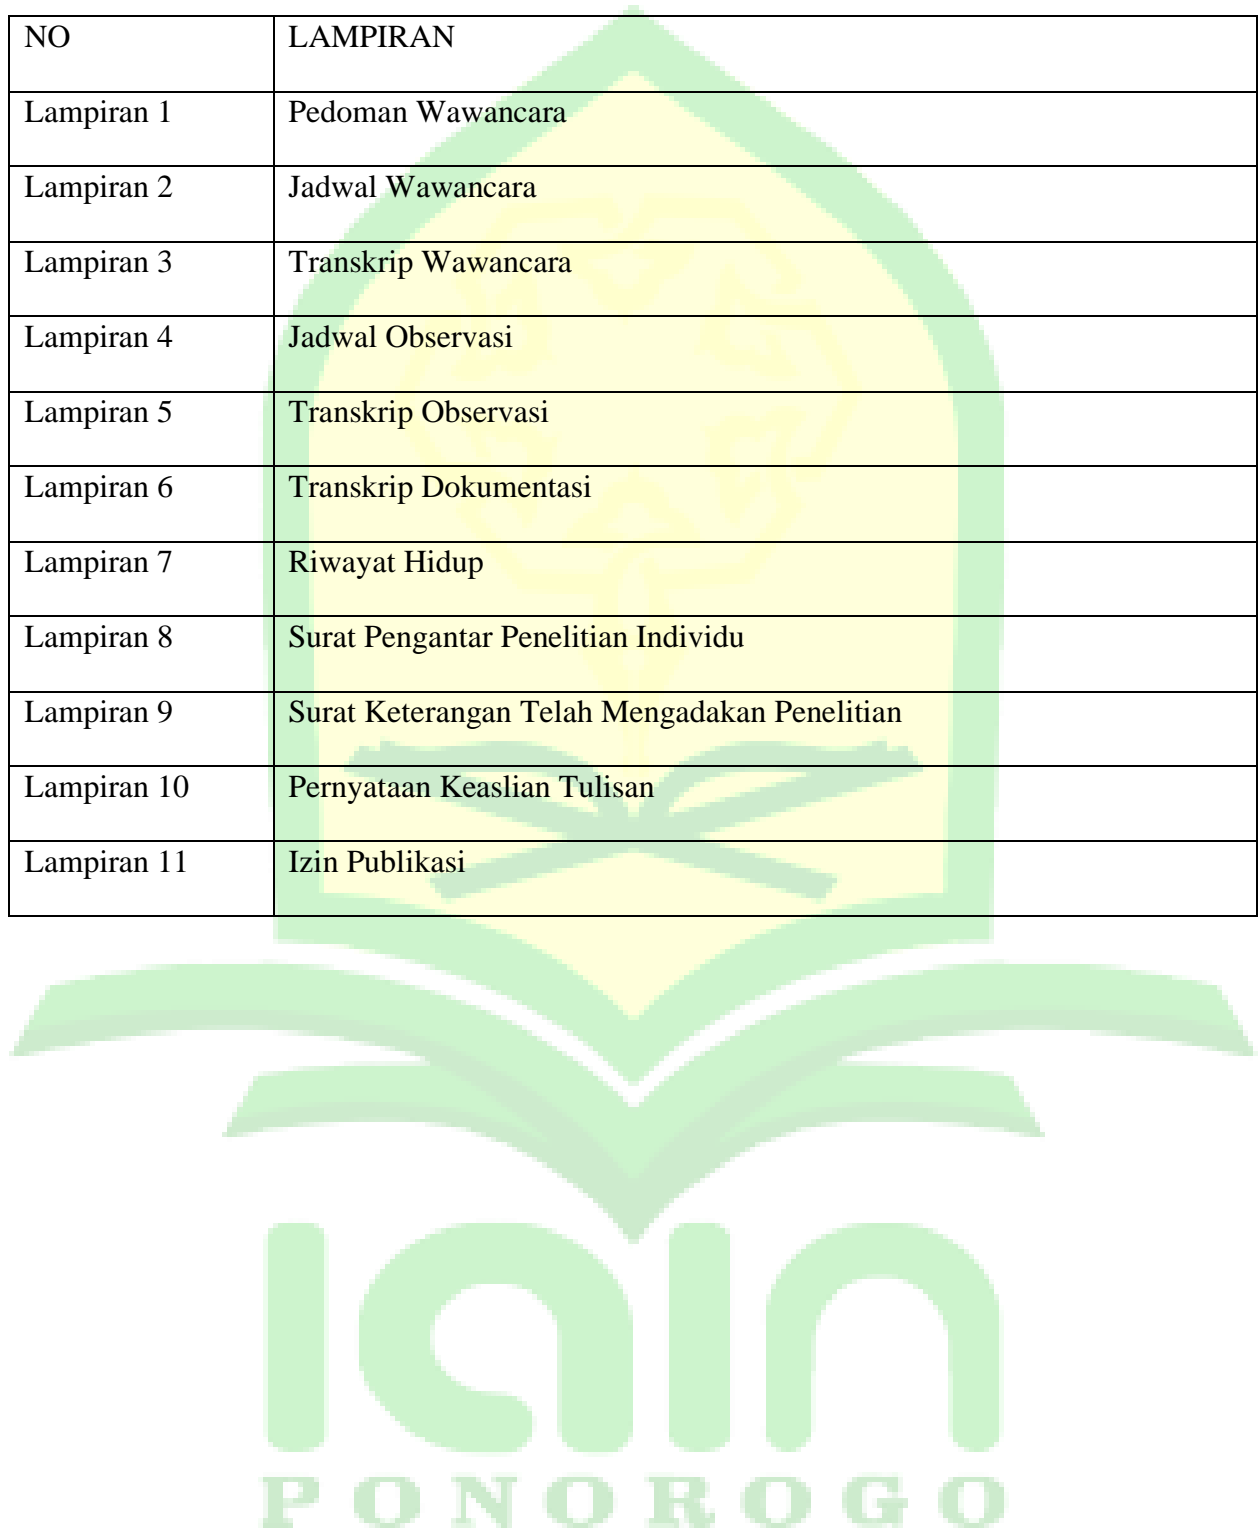 NO LAMPIRAN
Lampiran 1 Pedoman Wawancara
Lampiran 2 Jadwal Wawancara
Lampiran 3 Transkrip Wawancara
Lampiran 4 Jadwal Observasi
Lampiran 5 Transkrip Observasi
Lampiran 6 Transkrip Dokumentasi
Lampiran 7 Riwayat Hidup
Lampiran 8 Surat Pengantar Penelitian Individu
Lampiran 9 Surat Keterangan Telah Mengadakan Penelitian
Lampiran 10 Pernyataan Keaslian Tulisan
Lampiran 11 Izin Publikasi
iain
PONOROGO